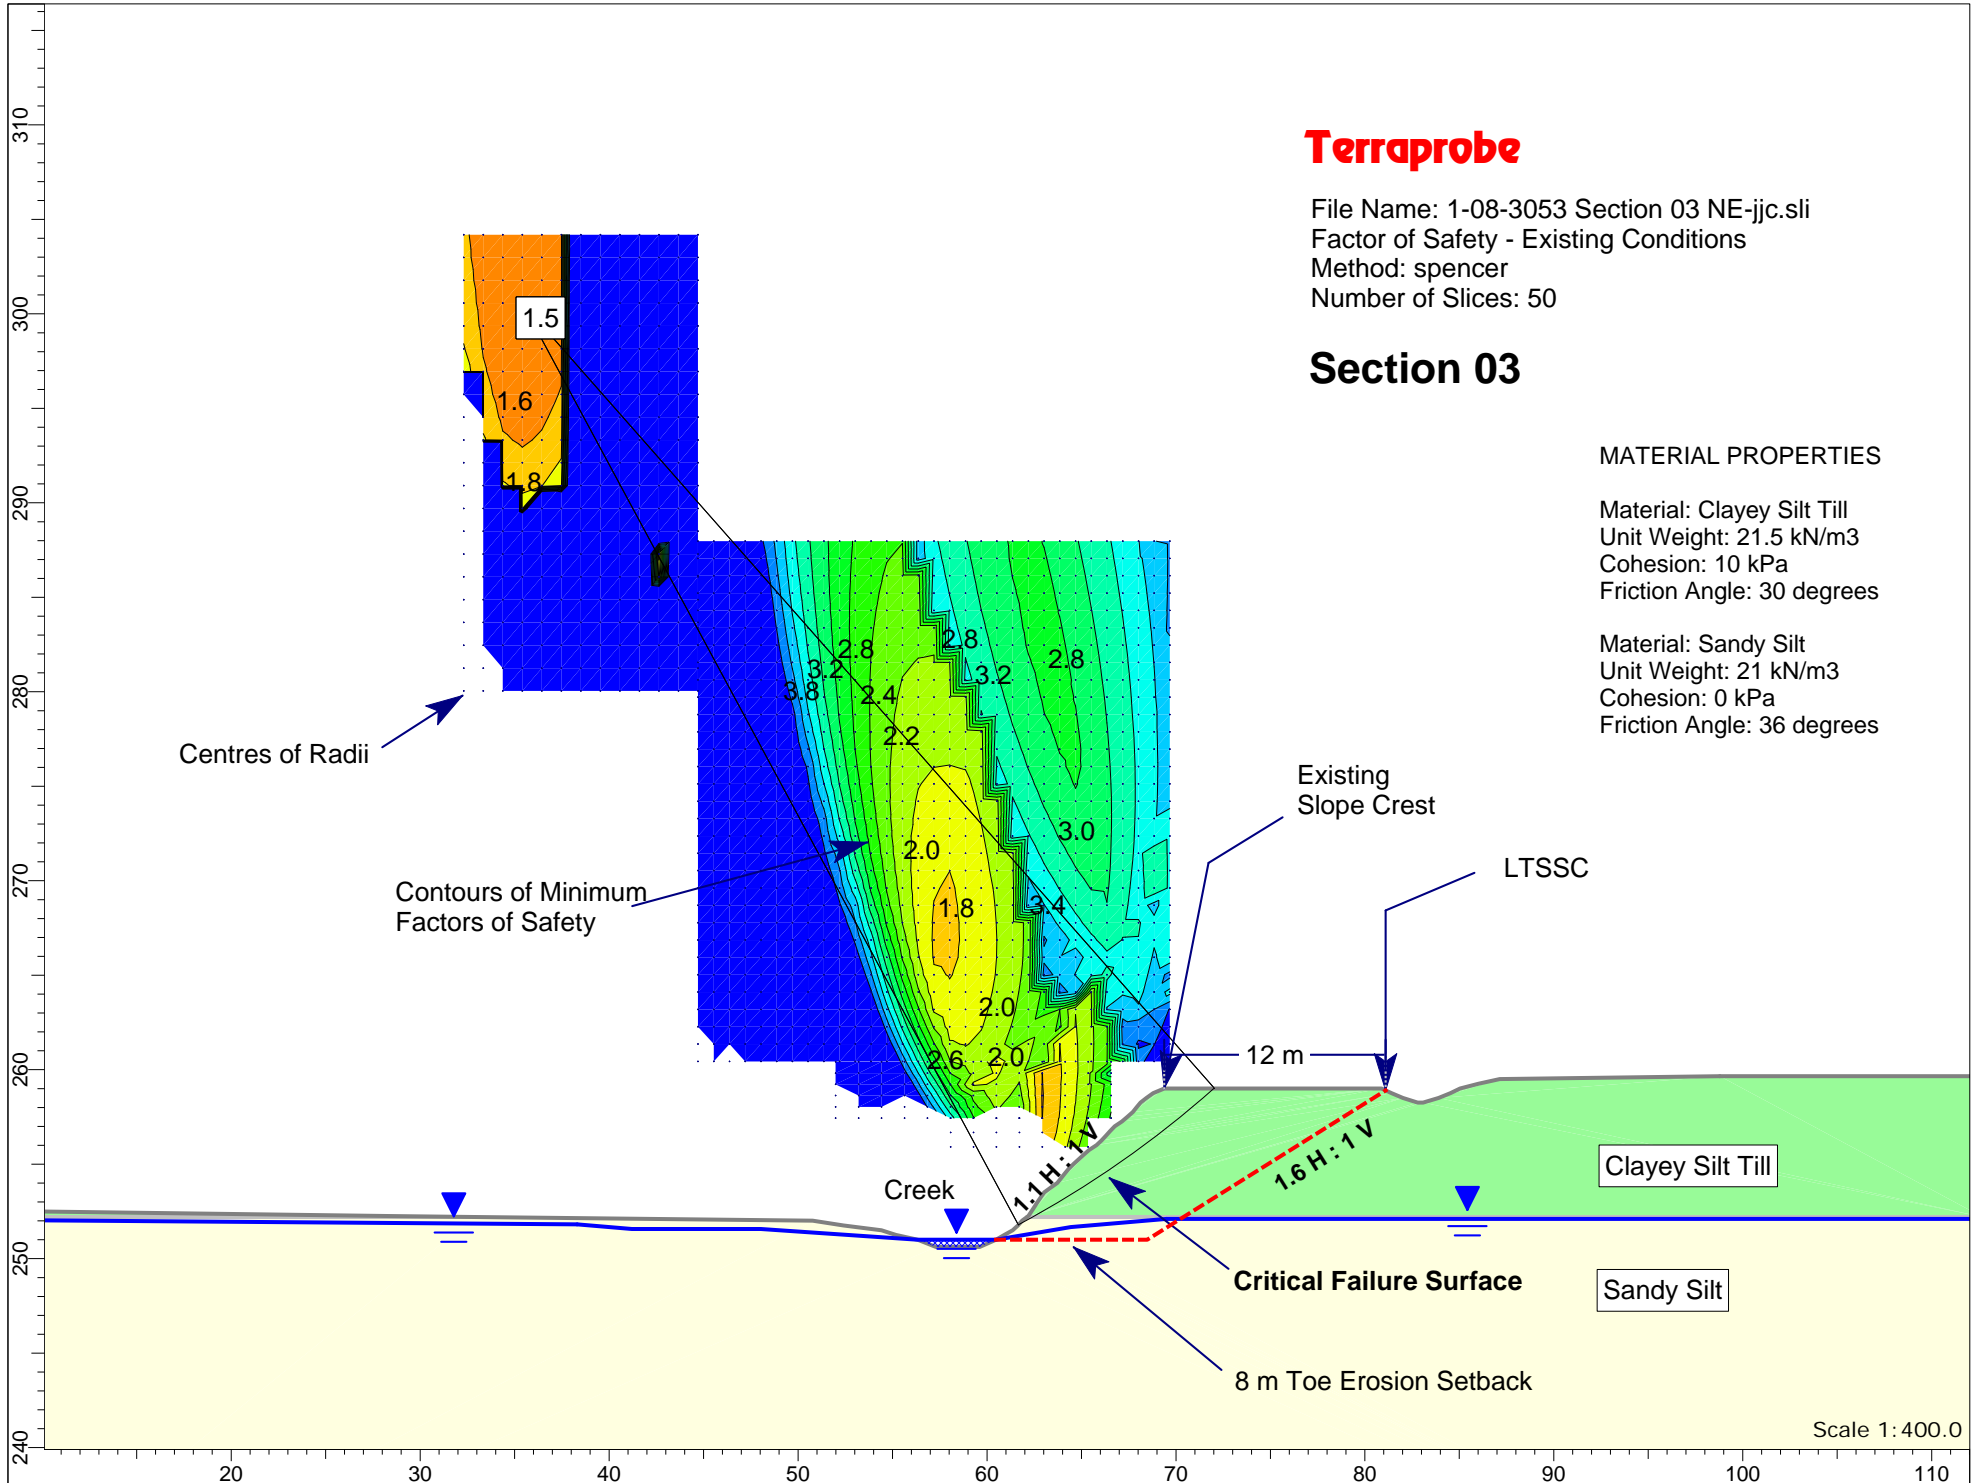 Terraprobe
File Name: 1-08-3053 Section 03 NE-jjc.sli
Factor of Safety - Existing Conditions
Method: spencer
Number of Slices: 50
Section 03
MATERIAL PROPERTIES
Material: Clayey Silt Till
Unit Weight: 21.5 kN/m3
Cohesion: 10 kPa
Friction Angle: 30 degrees
Material: Sandy Silt
Unit Weight: 21 kN/m3
Cohesion: 0 kPa
Friction Angle: 36 degrees
310
300
290
280
270
260
250
240
1.5
1.6
1.8
2.8
3.2
3.8
2.4
2.2
2.8
3.2
2.8
3.0
2.0
1.8
3.4
2.0
2.6
2.0
Centres of Radii
Contours of Minimum
Factors of Safety
Existing
Slope Crest
LTSSC
12 m
1.1 H : 1 V
1.6 H : 1 V
Creek
Clayey Silt Till
Critical Failure Surface
Sandy Silt
8 m Toe Erosion Setback
Scale 1:400.0
20
30
40
50
60
70
80
90
100
110